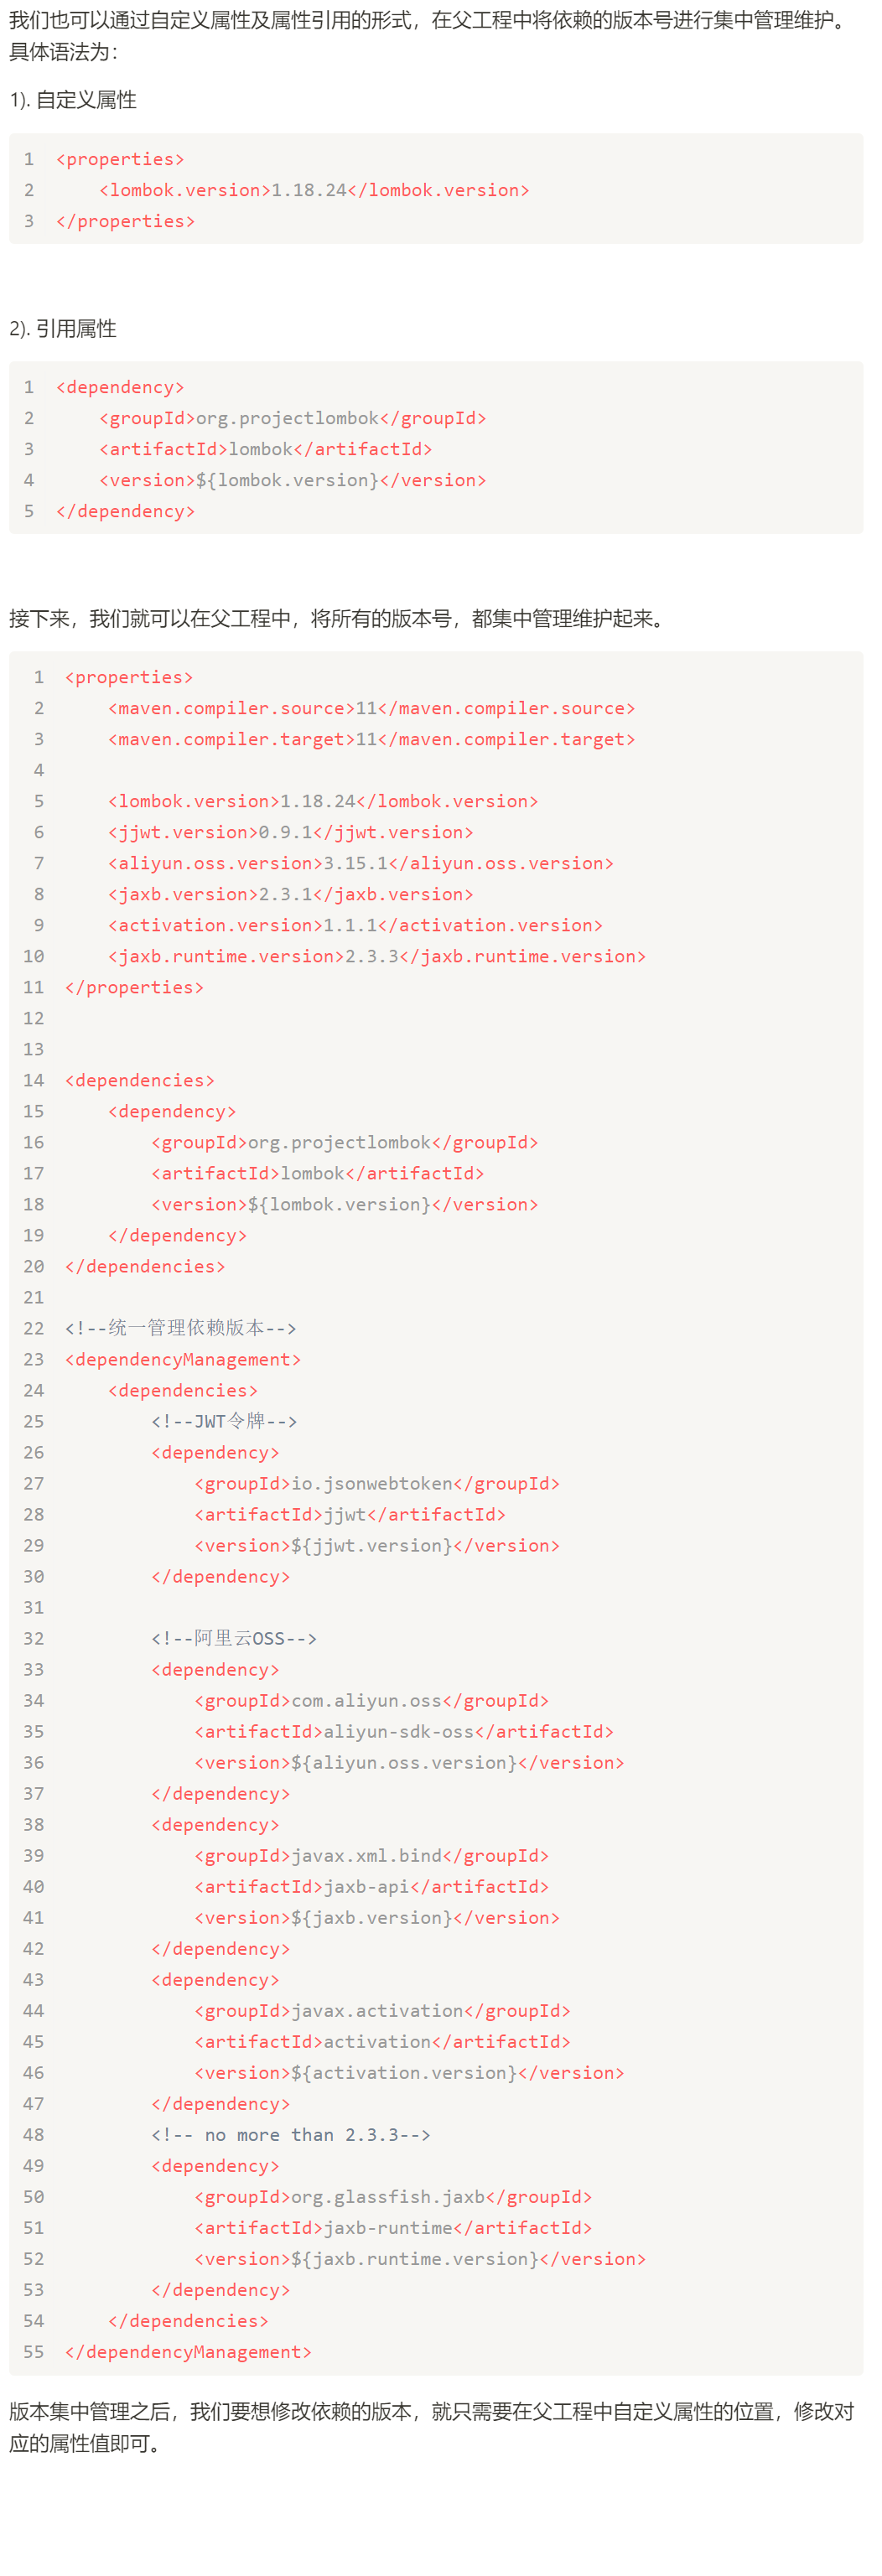 我们也可以通过自定义属性及属性引用的形式，在父工程中将依赖的版本号进行集中管理维护。
具体语法为：
1). 自定义属性
1 <properties>
2     <lombok.version>1.18.24</lombok.version>
3 </properties>
2). 引用属性
1 <dependency>
2     <groupId>org.projectlombok</groupId>
3     <artifactId>lombok</artifactId>
4     <version>${lombok.version}</version>
5 </dependency>
接下来，我们就可以在父工程中，将所有的版本号，都集中管理维护起来。
1 <properties>
2     <maven.compiler.source>11</maven.compiler.source>
3     <maven.compiler.target>11</maven.compiler.target>
4
5     <lombok.version>1.18.24</lombok.version>
6     <jjwt.version>0.9.1</jjwt.version>
7     <aliyun.oss.version>3.15.1</aliyun.oss.version>
8     <jaxb.version>2.3.1</jaxb.version>
9     <activation.version>1.1.1</activation.version>
10     <jaxb.runtime.version>2.3.3</jaxb.runtime.version>
11 </properties>
12
13
14 <dependencies>
15     <dependency>
16         <groupId>org.projectlombok</groupId>
17         <artifactId>lombok</artifactId>
18         <version>${lombok.version}</version>
19     </dependency>
20 </dependencies>
21
22 <!--统一管理依赖版本-->
23 <dependencyManagement>
24     <dependencies>
25         <!--JWT令牌-->
26         <dependency>
27             <groupId>io.jsonwebtoken</groupId>
28             <artifactId>jjwt</artifactId>
29             <version>${jjwt.version}</version>
30         </dependency>
31
32         <!--阿里云OSS-->
33         <dependency>
34             <groupId>com.aliyun.oss</groupId>
35             <artifactId>aliyun-sdk-oss</artifactId>
36             <version>${aliyun.oss.version}</version>
37         </dependency>
38         <dependency>
39             <groupId>javax.xml.bind</groupId>
40             <artifactId>jaxb-api</artifactId>
41             <version>${jaxb.version}</version>
42         </dependency>
43         <dependency>
44             <groupId>javax.activation</groupId>
45             <artifactId>activation</artifactId>
46             <version>${activation.version}</version>
47         </dependency>
48         <!-- no more than 2.3.3-->
49         <dependency>
50             <groupId>org.glassfish.jaxb</groupId>
51             <artifactId>jaxb-runtime</artifactId>
52             <version>${jaxb.runtime.version}</version>
53         </dependency>
54     </dependencies>
55 </dependencyManagement>
版本集中管理之后，我们要想修改依赖的版本，就只需要在父工程中自定义属性的位置，修改对
应的属性值即可。